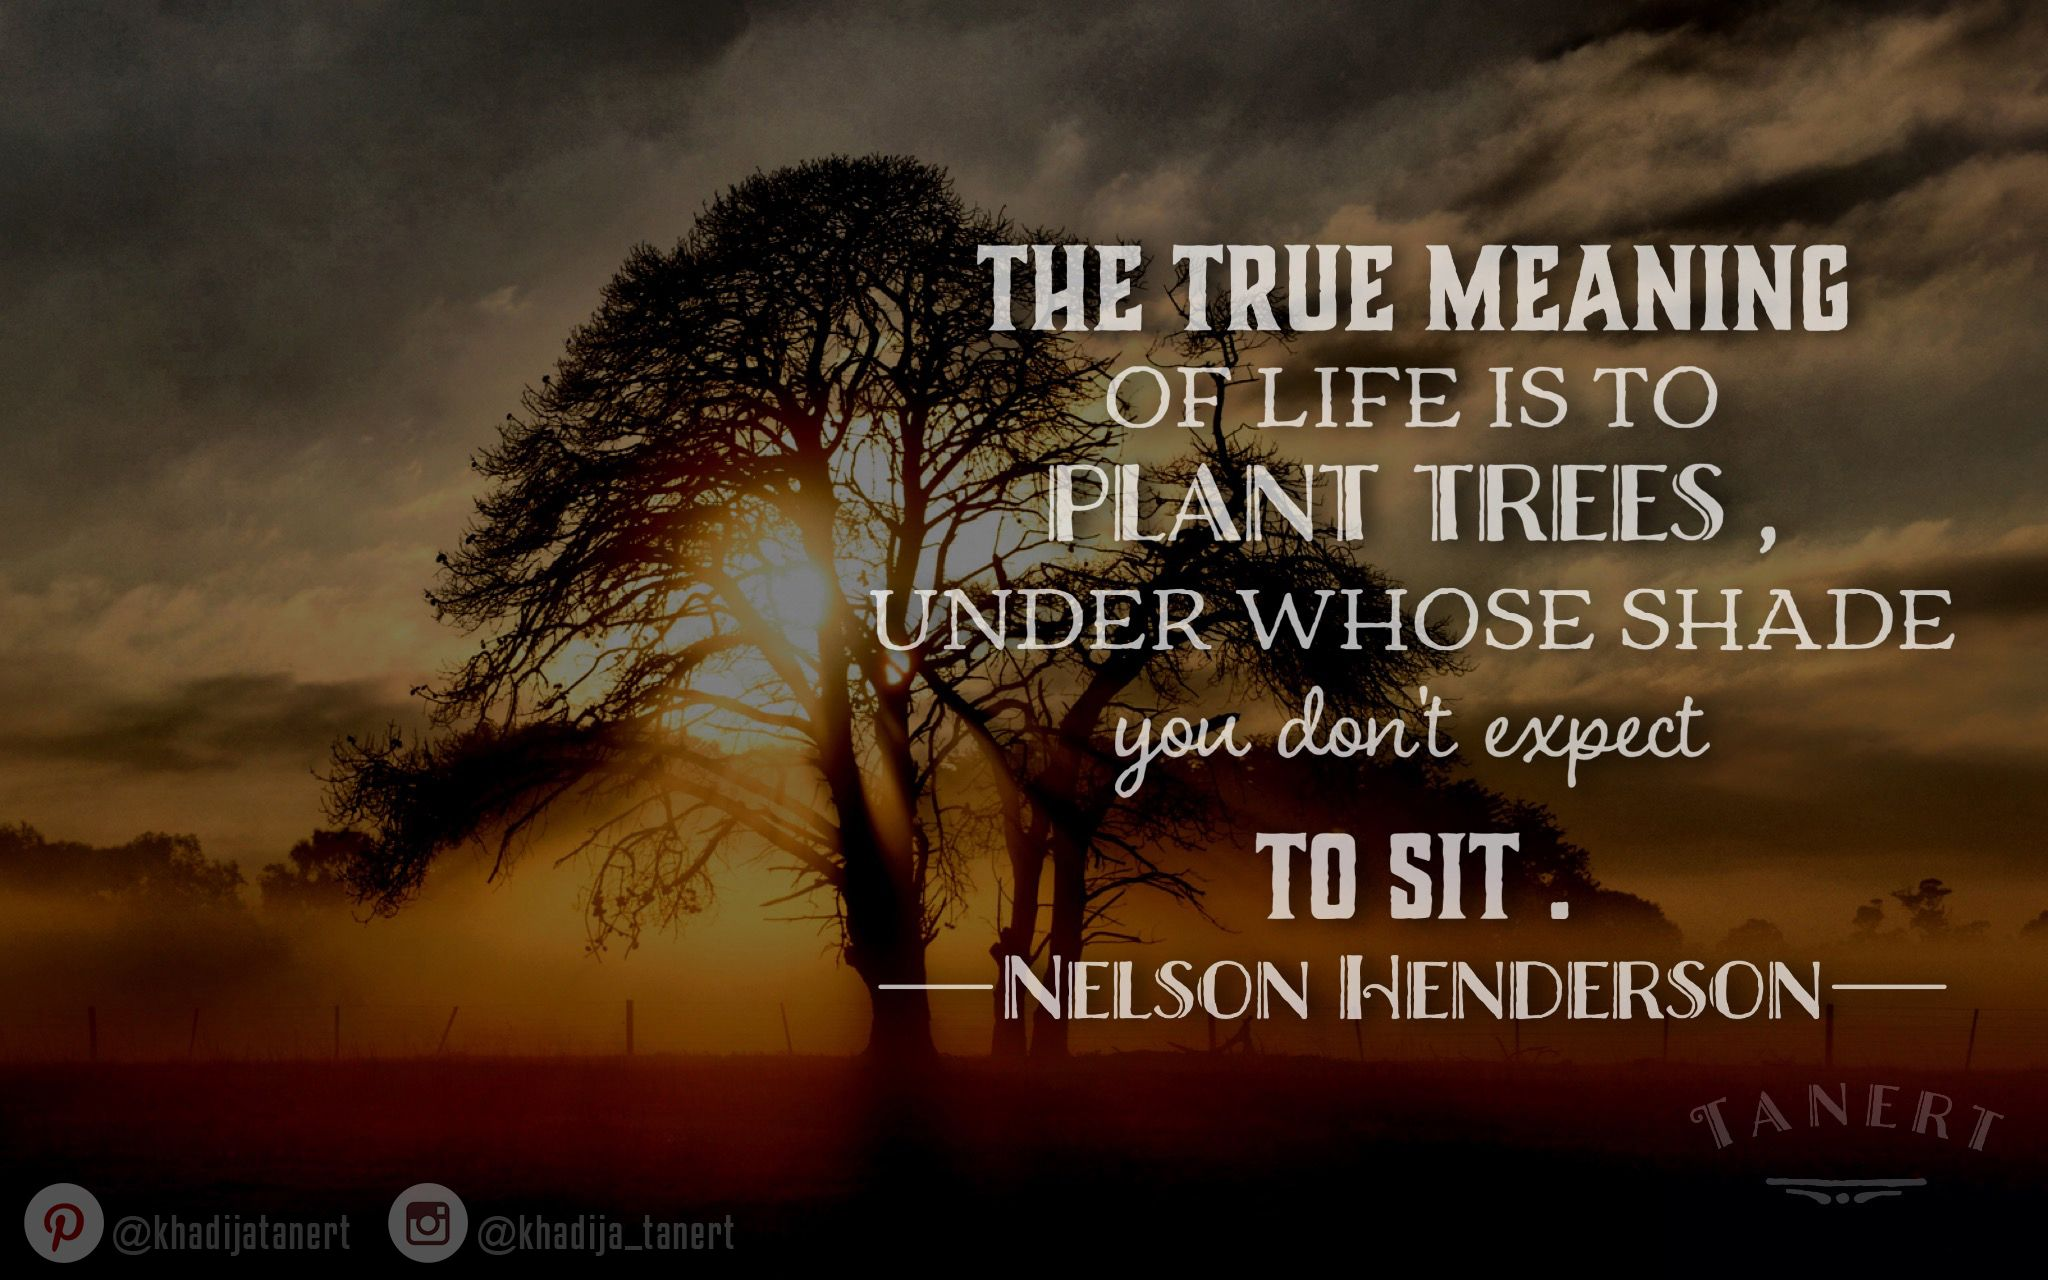 THE TRUE MEANING
OF LIFE IS TO
PLANT TREES ,
UNDER WHOSE SHADE
you don't expect
TO SIT .
NELSON HENDERSON
TANERT
@khadijatanert
@khadija_tanert